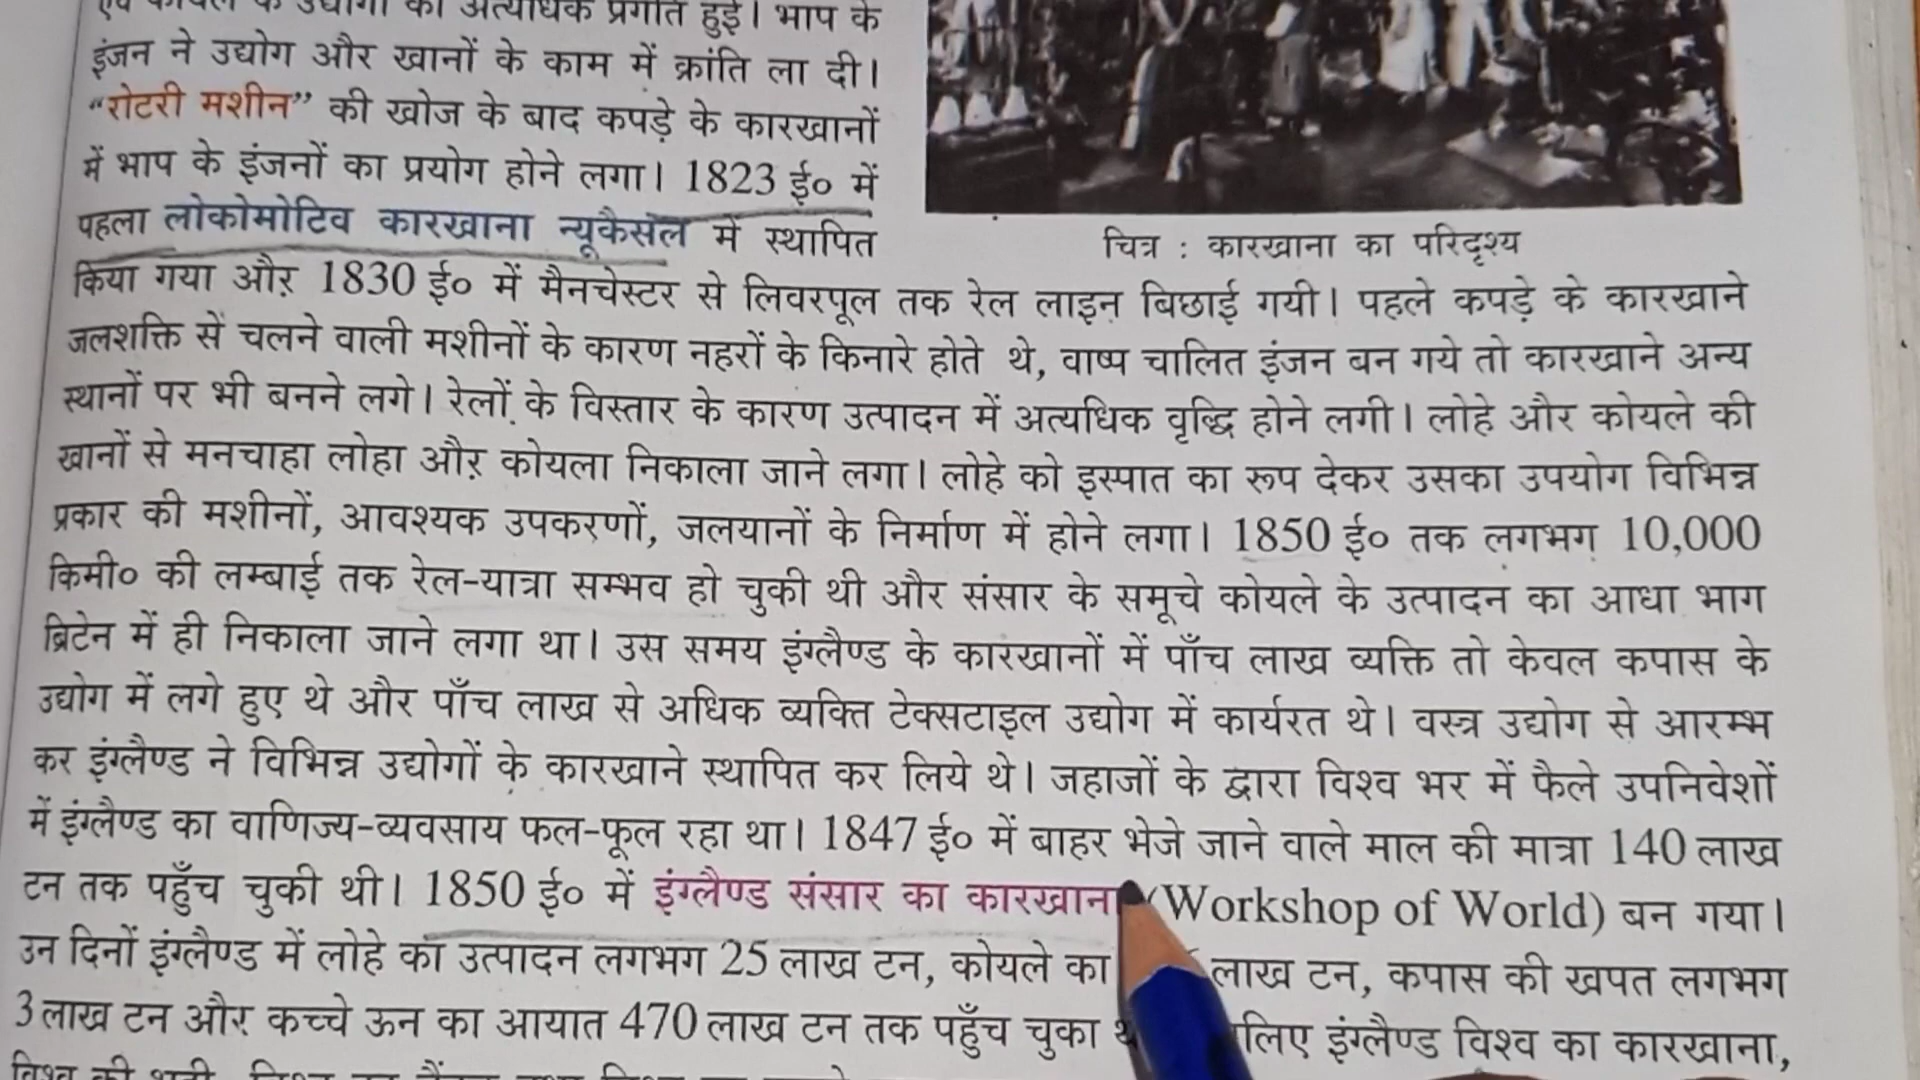 एवं कोयले के उद्योगों की अत्यधिक प्रगति हुई। भाप के
इंजन ने उद्योग और खानों के काम में क्रांति ला दी।
“रोटरी मशीन” की खोज के बाद कपड़े के कारखानों
में भाप के इंजनों का प्रयोग होने लगा। 1823 ई० में
पहला लोकोमोटिव कारखाना न्यूकैसल में स्थापित
चित्र : कारखाना का परिदृश्य
किया गया और 1830 ई० में मैनचेस्टर से लिवरपूल तक रेल लाइन बिछाई गयी। पहले कपड़े के कारखाने
जलशक्ति से चलने वाली मशीनों के कारण नहरों के किनारे होते थे, वाष्प चालित इंजन बन गये तो कारखाने अन्य
स्थानों पर भी बनने लगे। रेलों के विस्तार के कारण उत्पादन में अत्यधिक वृद्धि होने लगी। लोहे और कोयले की
खानों से मनचाहा लोहा और कोयला निकाला जाने लगा। लोहे को इस्पात का रूप देकर उसका उपयोग विभिन्न
प्रकार की मशीनों, आवश्यक उपकरणों, जलयानों के निर्माण में होने लगा। 1850 ई० तक लगभग 10,000
किमी० की लम्बाई तक रेल-यात्रा सम्भव हो चुकी थी और संसार के समूचे कोयले के उत्पादन का आधा भाग
ब्रिटेन में ही निकाला जाने लगा था। उस समय इंग्लैण्ड के कारखानों में पाँच लाख व्यक्ति तो केवल कपास के
उद्योग में लगे हुए थे और पाँच लाख से अधिक व्यक्ति टेक्सटाइल उद्योग में कार्यरत थे। वस्त्र उद्योग से आरम्भ
कर इंग्लैण्ड ने विभिन्न उद्योगों के कारखाने स्थापित कर लिये थे। जहाजों के द्वारा विश्व भर में फैले उपनिवेशों
में इंग्लैण्ड का वाणिज्य-व्यवसाय फल-फूल रहा था। 1847 ई० में बाहर भेजे जाने वाले माल की मात्रा 140 लाख
टन तक पहुँच चुकी थी। 1850 ई० में इंग्लैण्ड संसार का कारखाना (Workshop of World) बन गया।
उन दिनों इंग्लैण्ड में लोहे का उत्पादन लगभग 25 लाख टन, कोयले का लाख टन, कपास की खपत लगभग
3 लाख टन और कच्चे ऊन का आयात 470 लाख टन तक पहुँच चुका इंग्लैण्ड विश्व का कारखाना,
विश्व की